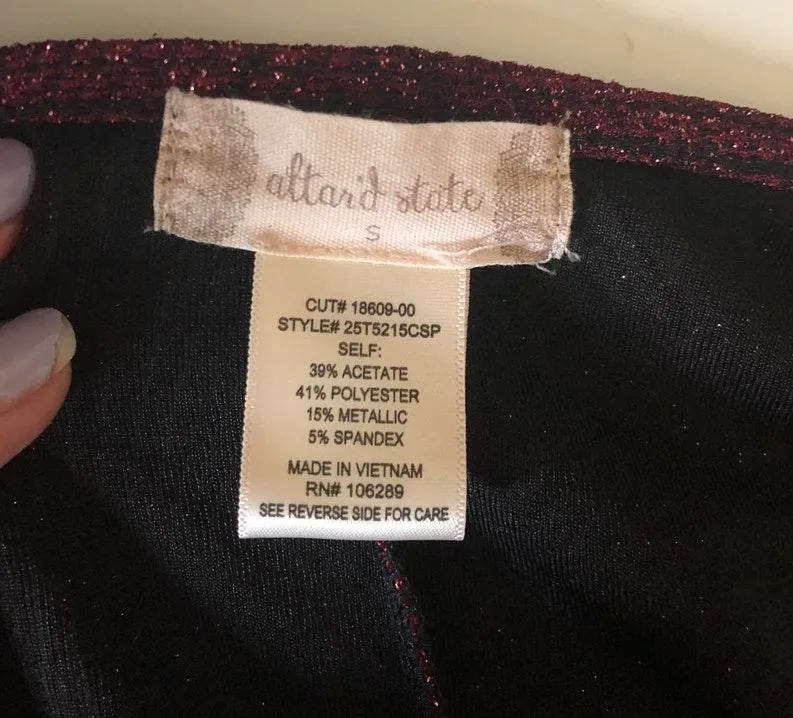 altar'd state
S
CUT# 18609-00
STYLE# 25T5215CSP
SELF:
39% ACETATE
41% POLYESTER
15% METALLIC
5% SPANDEX
MADE IN VIETNAM
RN# 106289
SEE REVERSE SIDE FOR CARE